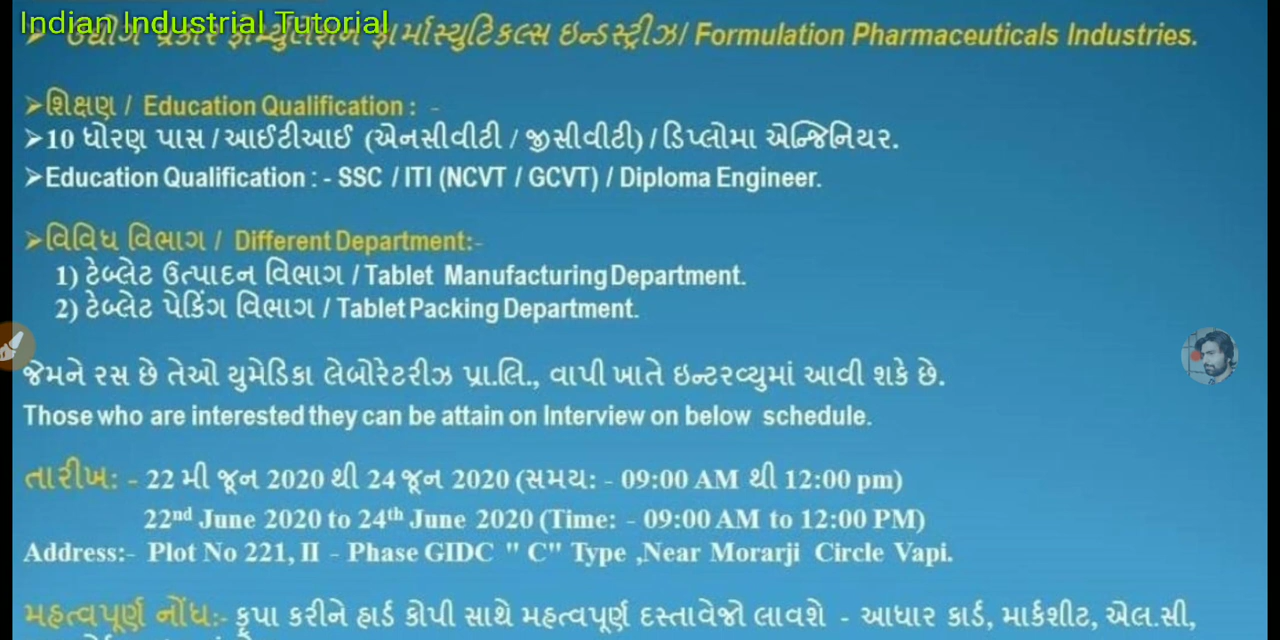 Indian Industrial Tutorial
ફાર્માસ્યુટિકલ્સ ઇન્ડસ્ટ્રીઝ/ Formulation Pharmaceuticals Industries.
➢શિક્ષણ / Education Qualification : -
➢10 ધોરણ પાસ / આઈટીઆઈ (એનસીવીટી / જીસીવીટી) / ડિપ્લોમા એન્જિનિયર.
➢Education Qualification : - SSC / ITI (NCVT / GCVT) / Diploma Engineer.
➢વિવિધ વિભાગ / Different Department:-
1) ટેબ્લેટ ઉત્પાદન વિભાગ / Tablet Manufacturing Department.
2) ટેબ્લેટ પેકિંગ વિભાગ / Tablet Packing Department.
જેમને રસ છે તેઓ યુમેડિકા લેબોરેટરીઝ પ્રા.લિ., વાપી ખાતે ઇન્ટરવ્યુમાં આવી શકે છે.
Those who are interested they can be attain on Interview on below schedule.
તારીખ: - 22 મી જૂન 2020 થી 24 જૂન 2020 (સમય: - 09:00 AM થી 12:00 pm)
22nd June 2020 to 24th June 2020 (Time: - 09:00 AM to 12:00 PM)
Address:- Plot No 221, II - Phase GIDC " C" Type ,Near Morarji Circle Vapi.
મહત્વપૂર્ણ નોંધ:- કૃપા કરીને હાર્ડ કોપી સાથે મહત્વપૂર્ણ દસ્તાવેજો લાવશે - આધાર કાર્ડ, માર્કશીટ, એલ.સી,